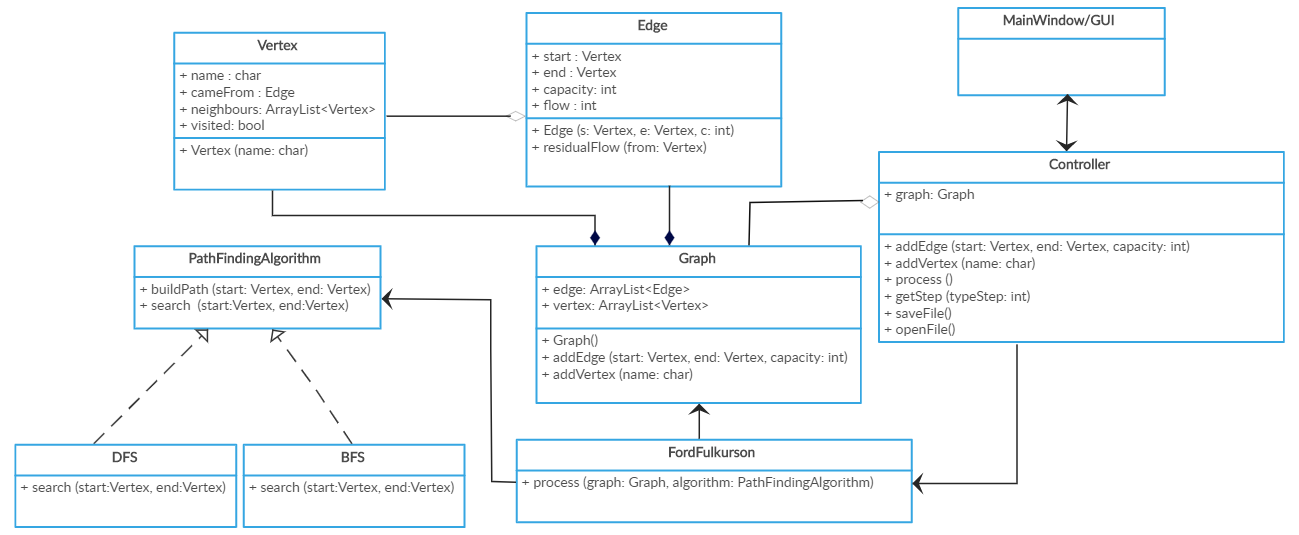 Vertex
+ name : char
+ cameFrom : Edge
+ neighbours: ArrayList<Vertex>
+ visited: bool
+ Vertex (name: char)
Edge
+ start : Vertex
+ end : Vertex
+ capacity: int
+ flow : int
+ Edge (s: Vertex, e: Vertex, c: int)
+ residualFlow (from: Vertex)
MainWindow/GUI
Controller
+ graph: Graph
+ addEdge (start: Vertex, end: Vertex, capacity: int)
+ addVertex (name: char)
+ process ()
+ getStep (typeStep: int)
+ saveFile()
+ openFile()
PathFindingAlgorithm
+ buildPath (start: Vertex, end: Vertex)
+ search (start:Vertex, end:Vertex)
Graph
+ edge: ArrayList<Edge>
+ vertex: ArrayList<Vertex>
+ Graph()
+ addEdge (start: Vertex, end: Vertex, capacity: int)
+ addVertex (name: char)
DFS
+ search (start:Vertex, end:Vertex)
BFS
+ search (start:Vertex, end:Vertex)
FordFulkurson
+ process (graph: Graph, algorithm: PathFindingAlgorithm)